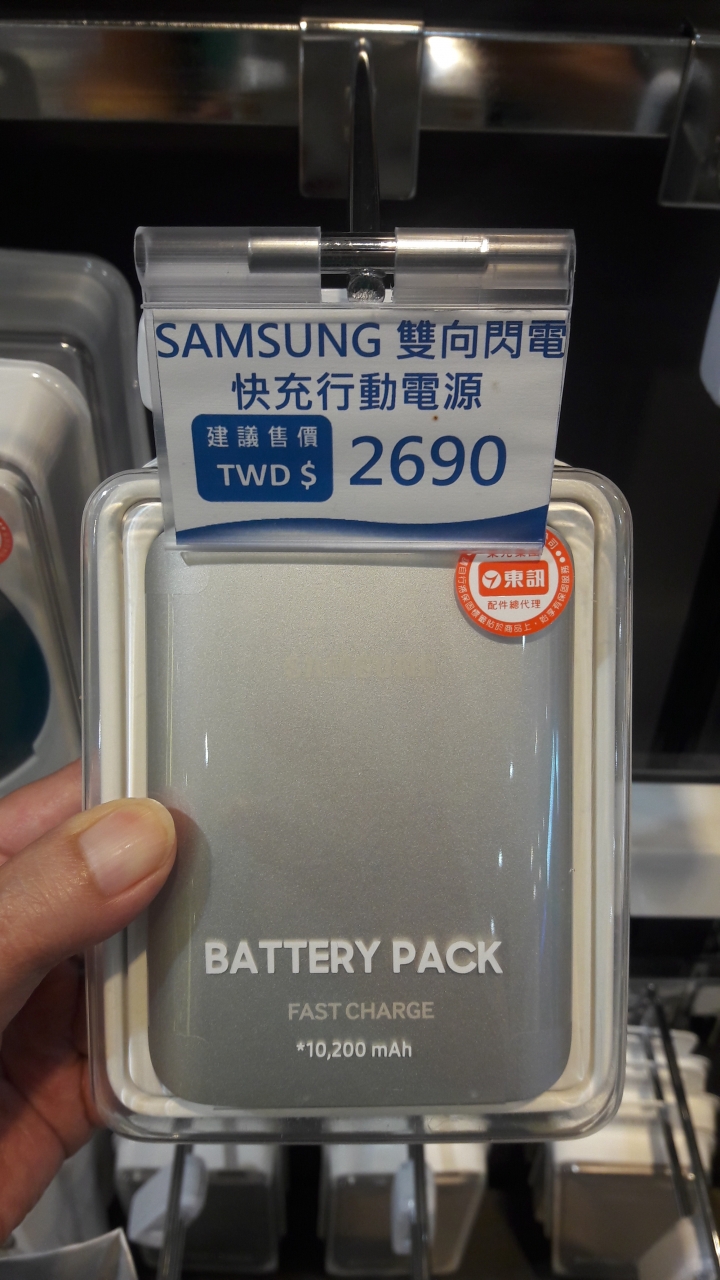 SAMSUNG 雙向閃電
快充行動電源
建議售價
TWD $ 2690
東訊
配件總代理
BATTERY PACK
FAST CHARGE
*10,200 mAh